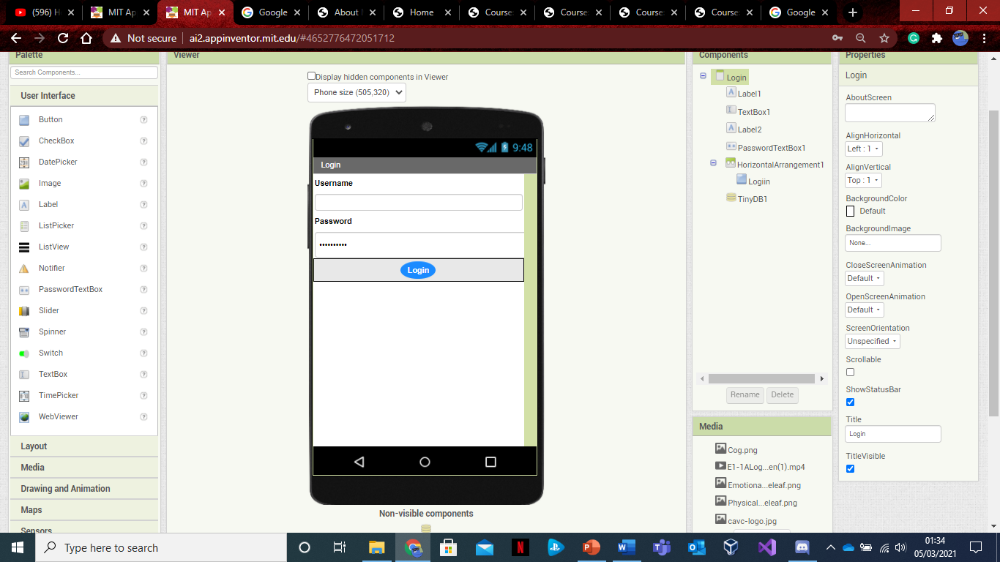 (596) H
MIT Ap
MIT Ap
Google
About
Home
Course
Course
Course
Course
Google
Not secure
ai2.appinventor.mit.edu/#4652776472051712
Palette
Search Components...
User Interface
Button
CheckBox
DatePicker
Image
Label
ListPicker
ListView
Notifier
PasswordTextBox
Slider
Spinner
Switch
TextBox
TimePicker
WebViewer
Layout
Media
Drawing and Animation
Maps
Sensors
Viewer
Display hidden components in Viewer
Phone size (505,320)
9:48
Login
Username
Password
Login
Non-visible components
Components
Login
Label1
TextBox1
Label2
PasswordTextBox1
HorizontalArrangement1
Logiin
TinyDB1
Rename
Delete
Media
Cog.png
E1-1ALog...en(1).mp4
Emotiona...eleaf.png
Physical...eleaf.png
cavc-logo.jpg
Properties
Login
AboutScreen
AlignHorizontal
Left : 1
AlignVertical
Top : 1
BackgroundColor
Default
BackgroundImage
None...
CloseScreenAnimation
Default
OpenScreenAnimation
Default
ScreenOrientation
Unspecified
Scrollable
ShowStatusBar
Title
Login
TitleVisible
Type here to search
01:34
05/03/2021